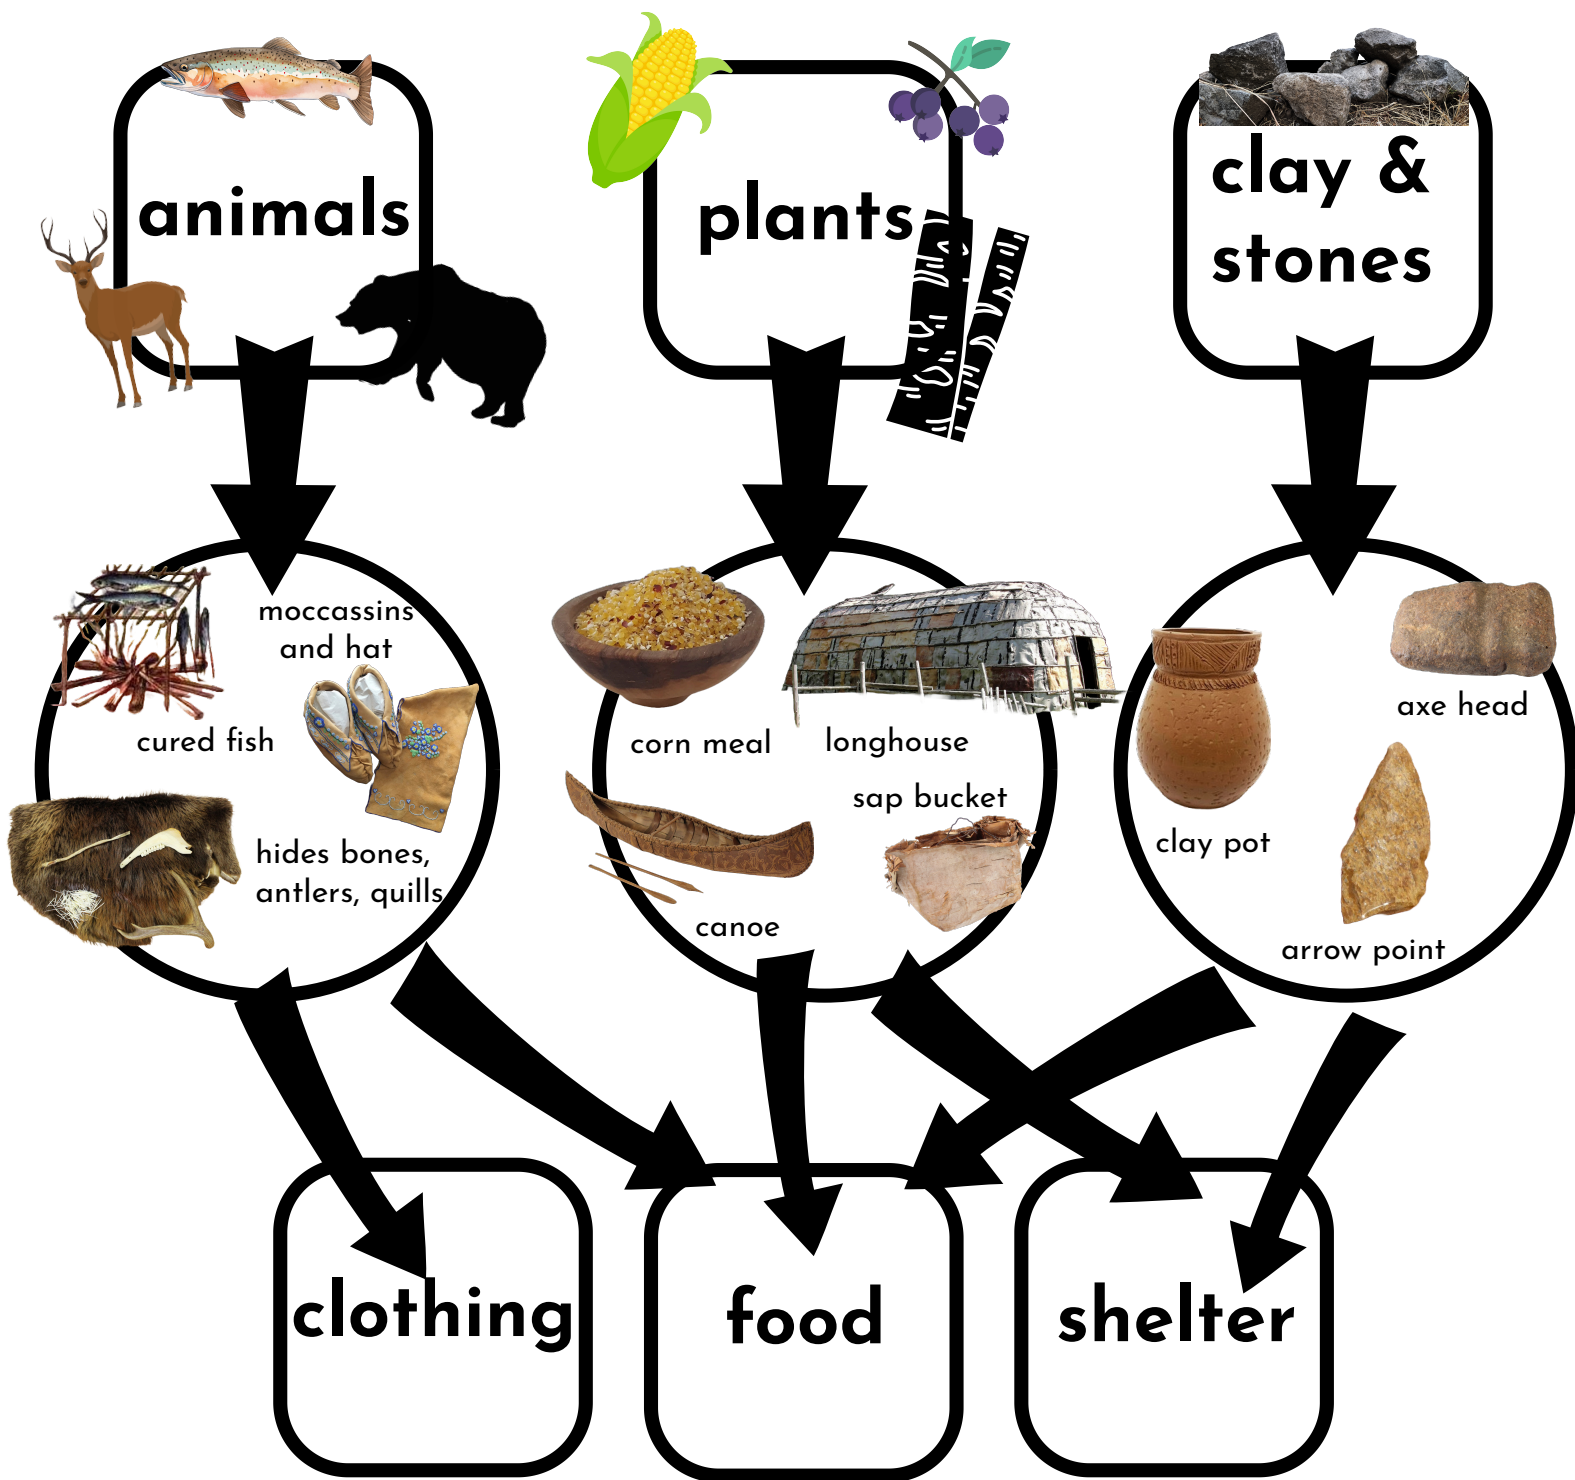 animals
plants
clay &
stones
moccassins
and hat
cured fish
hides bones,
antlers, quills
corn meal
longhouse
sap bucket
canoe
axe head
clay pot
arrow point
clothing
food
shelter